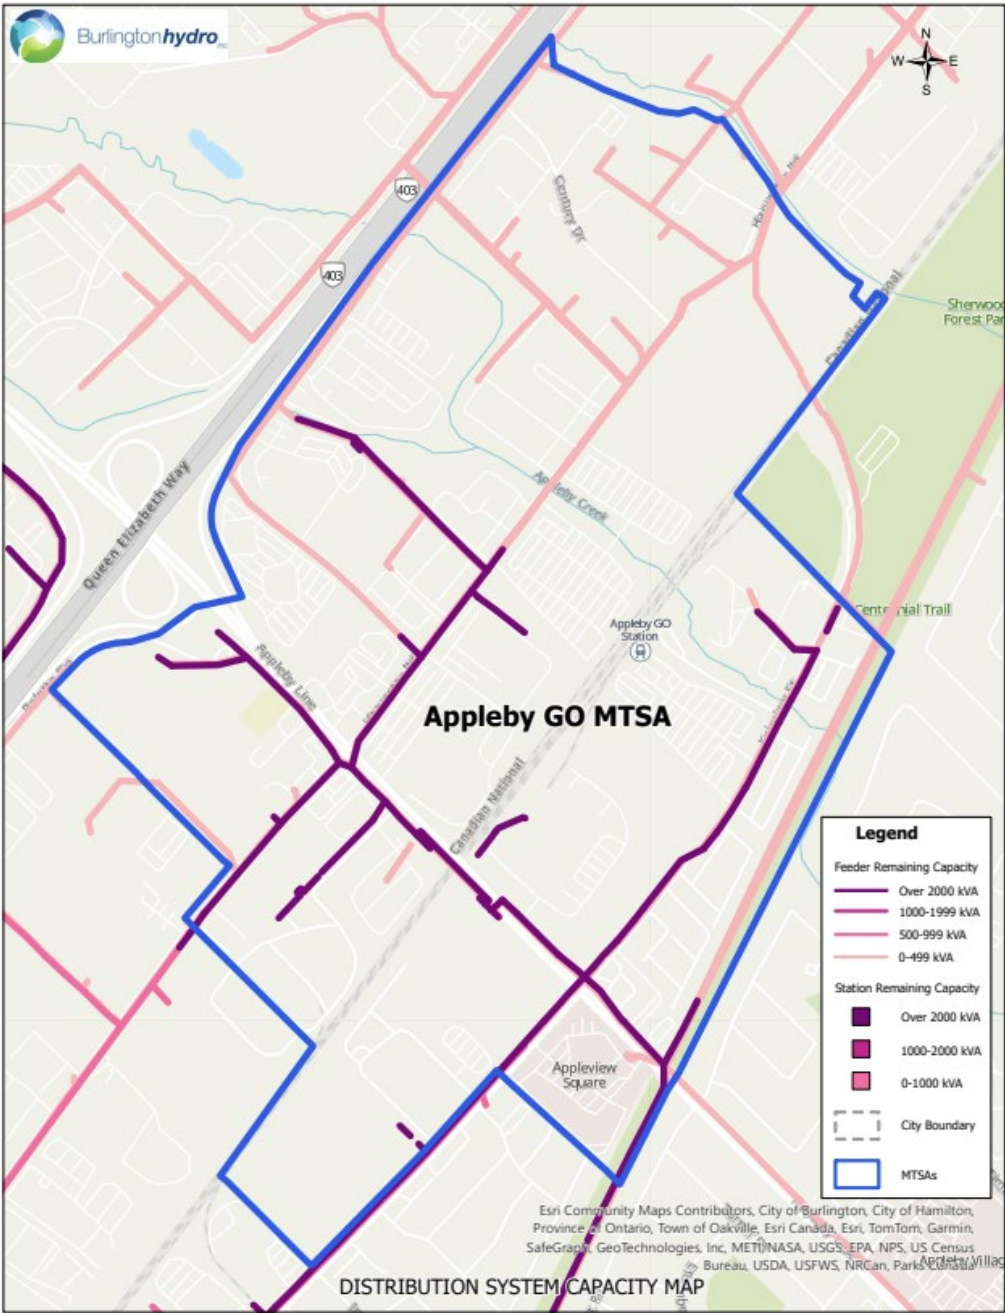 Burlingtonhydro inc
N
W E
S
403
Century Dr
403
Canadian National
Sherwood
Forest Par
Queen Elizabeth Way
Appleby Creek
Appleby GO
Station
Centennial Trail
Appleby Line
Appleby GO MTSA
Canadian National
Legend
Feeder Remaining Capacity
Over 2000 kVA
1000-1999 kVA
500-999 kVA
0-499 kVA
Station Remaining Capacity
Over 2000 kVA
1000-2000 kVA
0-1000 kVA
City Boundary
MTSAs
Appleview
Square
Esri Community Maps Contributors, City of Burlington, City of Hamilton,
Province of Ontario, Town of Oakville, Esri Canada, Esri, TomTom, Garmin,
SafeGraph, GeoTechnologies, Inc, METI/NASA, USGS, EPA, NPS, US Census
Bureau, USDA, USFWS, NRCan, Parks Canada
Appleby Villag
DISTRIBUTION SYSTEM CAPACITY MAP